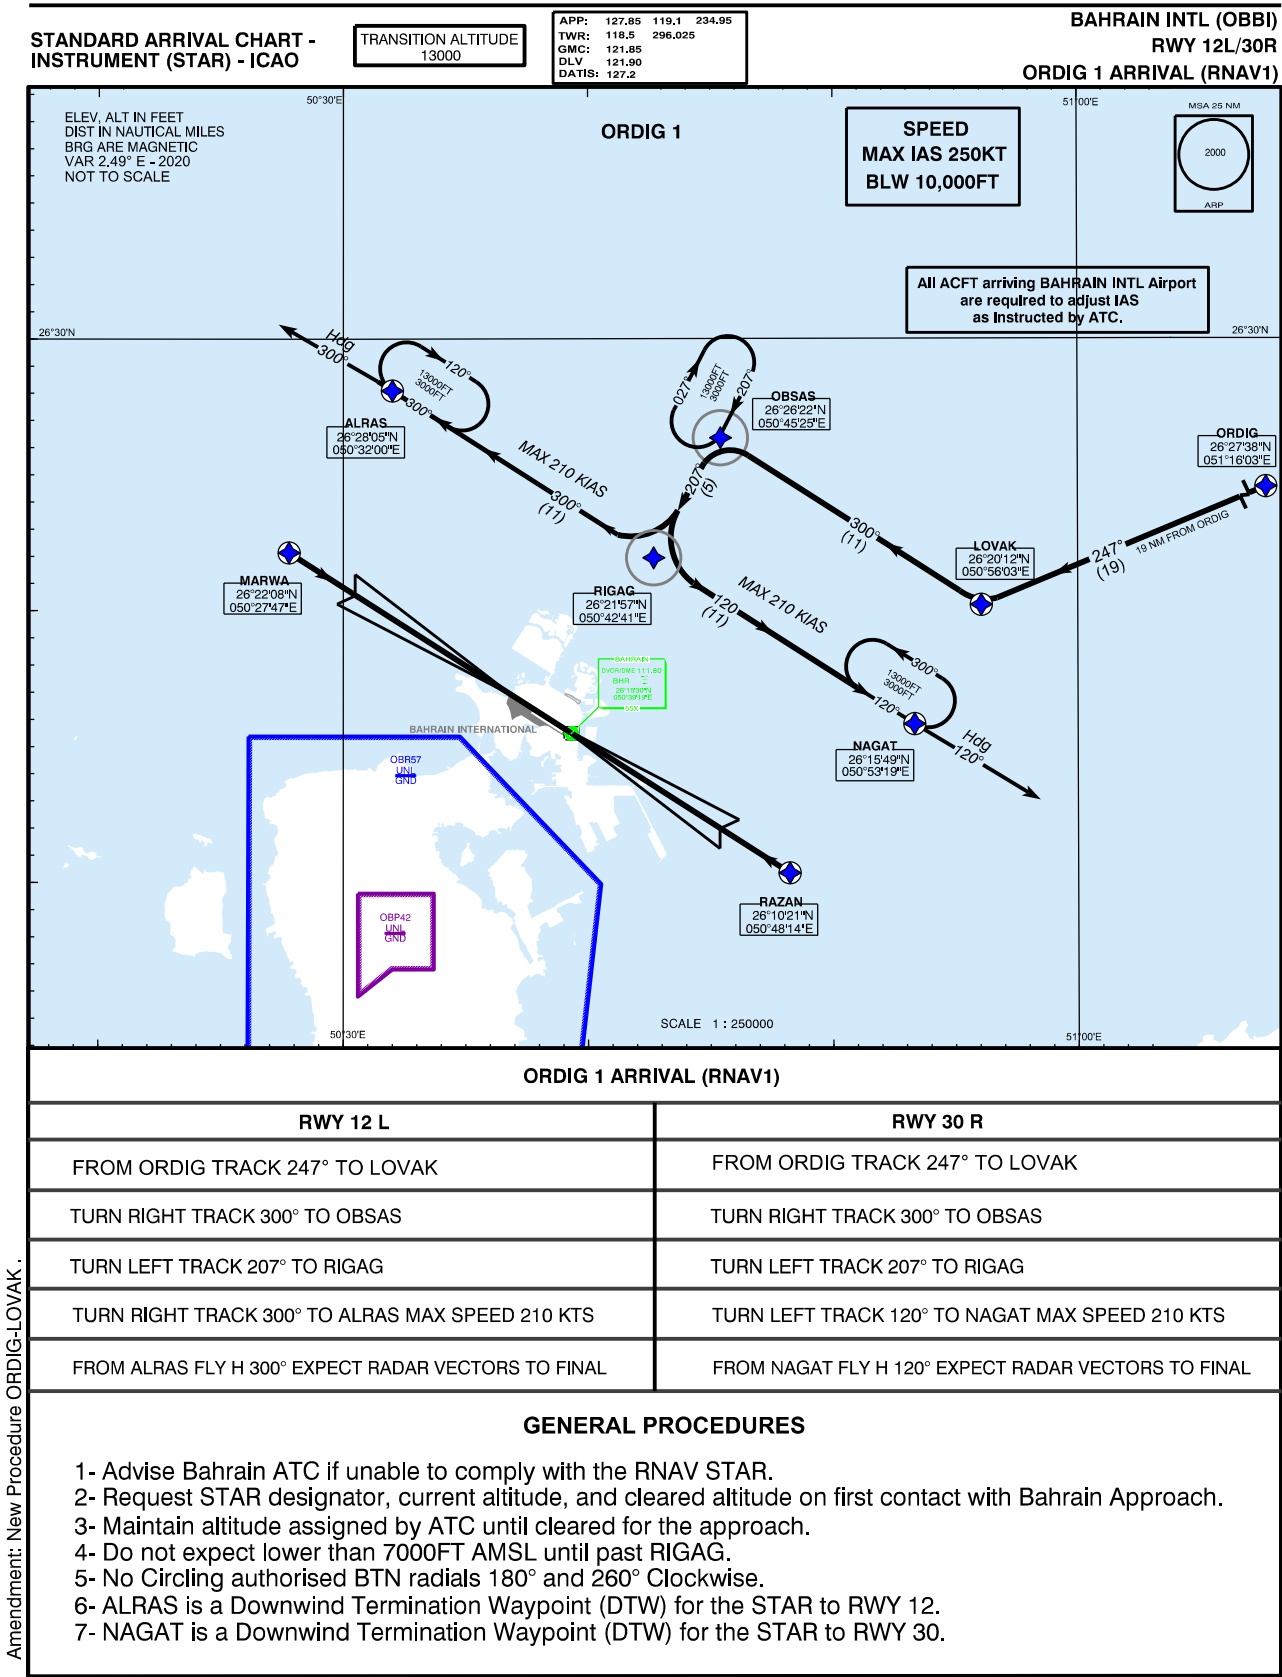 STANDARD ARRIVAL CHART -
INSTRUMENT (STAR) - ICAO
TRANSITION ALTITUDE
13000
APP: 127.85 119.1 234.95
TWR: 118.5 296.025
GMC: 121.85
DLV 121.90
DATIS: 127.2
BAHRAIN INTL (OBBI)
RWY 12L/30R
ORDIG 1 ARRIVAL (RNAV1)
50°30'E
51°00'E
ELEV, ALT IN FEET
DIST IN NAUTICAL MILES
BRG ARE MAGNETIC
VAR 2.49° E - 2020
NOT TO SCALE
ORDIG 1
SPEED
MAX IAS 250KT
BLW 10,000FT
MSA 25 NM
2000
ARP
All ACFT arriving BAHRAIN INTL Airport
are required to adjust IAS
as Instructed by ATC.
26°30'N
26°30'N
Hdg
300°
120°
13000FT
3000FT
300°
ALRAS
26°28'05"N
050°32'00"E
027°
13000FT
3000FT
207°
OBSAS
26°26'22"N
050°45'25"E
ORDIG
26°27'38"N
051°16'03"E
MAX 210 KIAS
300°
(11)
207°
(5)
300°
(11)
247°
(19)
19 NM FROM ORDIG
LOVAK
26°20'12"N
050°56'03"E
MARWA
26°22'08"N
050°27'47"E
RIGAG
26°21'57"N
050°42'41"E
MAX 210 KIAS
120°
(11)
300°
13000FT
3000FT
120°
BAHRAIN
DVOR/DME 111.80
BHR
55X
BAHRAIN INTERNATIONAL
NAGAT
26°15'49"N
050°53'19"E
Hdg
120°
OBR57
UNL
GND
RAZAN
26°10'21"N
050°48'14"E
OBP42
UNL
GND
SCALE 1 : 250000
50°30'E
51°00'E
ORDIG 1 ARRIVAL (RNAV1)
RWY 12 L
RWY 30 R
FROM ORDIG TRACK 247° TO LOVAK
FROM ORDIG TRACK 247° TO LOVAK
TURN RIGHT TRACK 300° TO OBSAS
TURN RIGHT TRACK 300° TO OBSAS
TURN LEFT TRACK 207° TO RIGAG
TURN LEFT TRACK 207° TO RIGAG
TURN RIGHT TRACK 300° TO ALRAS MAX SPEED 210 KTS
TURN LEFT TRACK 120° TO NAGAT MAX SPEED 210 KTS
FROM ALRAS FLY H 300° EXPECT RADAR VECTORS TO FINAL
FROM NAGAT FLY H 120° EXPECT RADAR VECTORS TO FINAL
GENERAL PROCEDURES
1- Advise Bahrain ATC if unable to comply with the RNAV STAR.
2- Request STAR designator, current altitude, and cleared altitude on first contact with Bahrain Approach.
3- Maintain altitude assigned by ATC until cleared for the approach.
4- Do not expect lower than 7000FT AMSL until past RIGAG.
5- No Circling authorised BTN radials 180° and 260° Clockwise.
6- ALRAS is a Downwind Termination Waypoint (DTW) for the STAR to RWY 12.
7- NAGAT is a Downwind Termination Waypoint (DTW) for the STAR to RWY 30.
Amendment: New Procedure ORDIG-LOVAK .